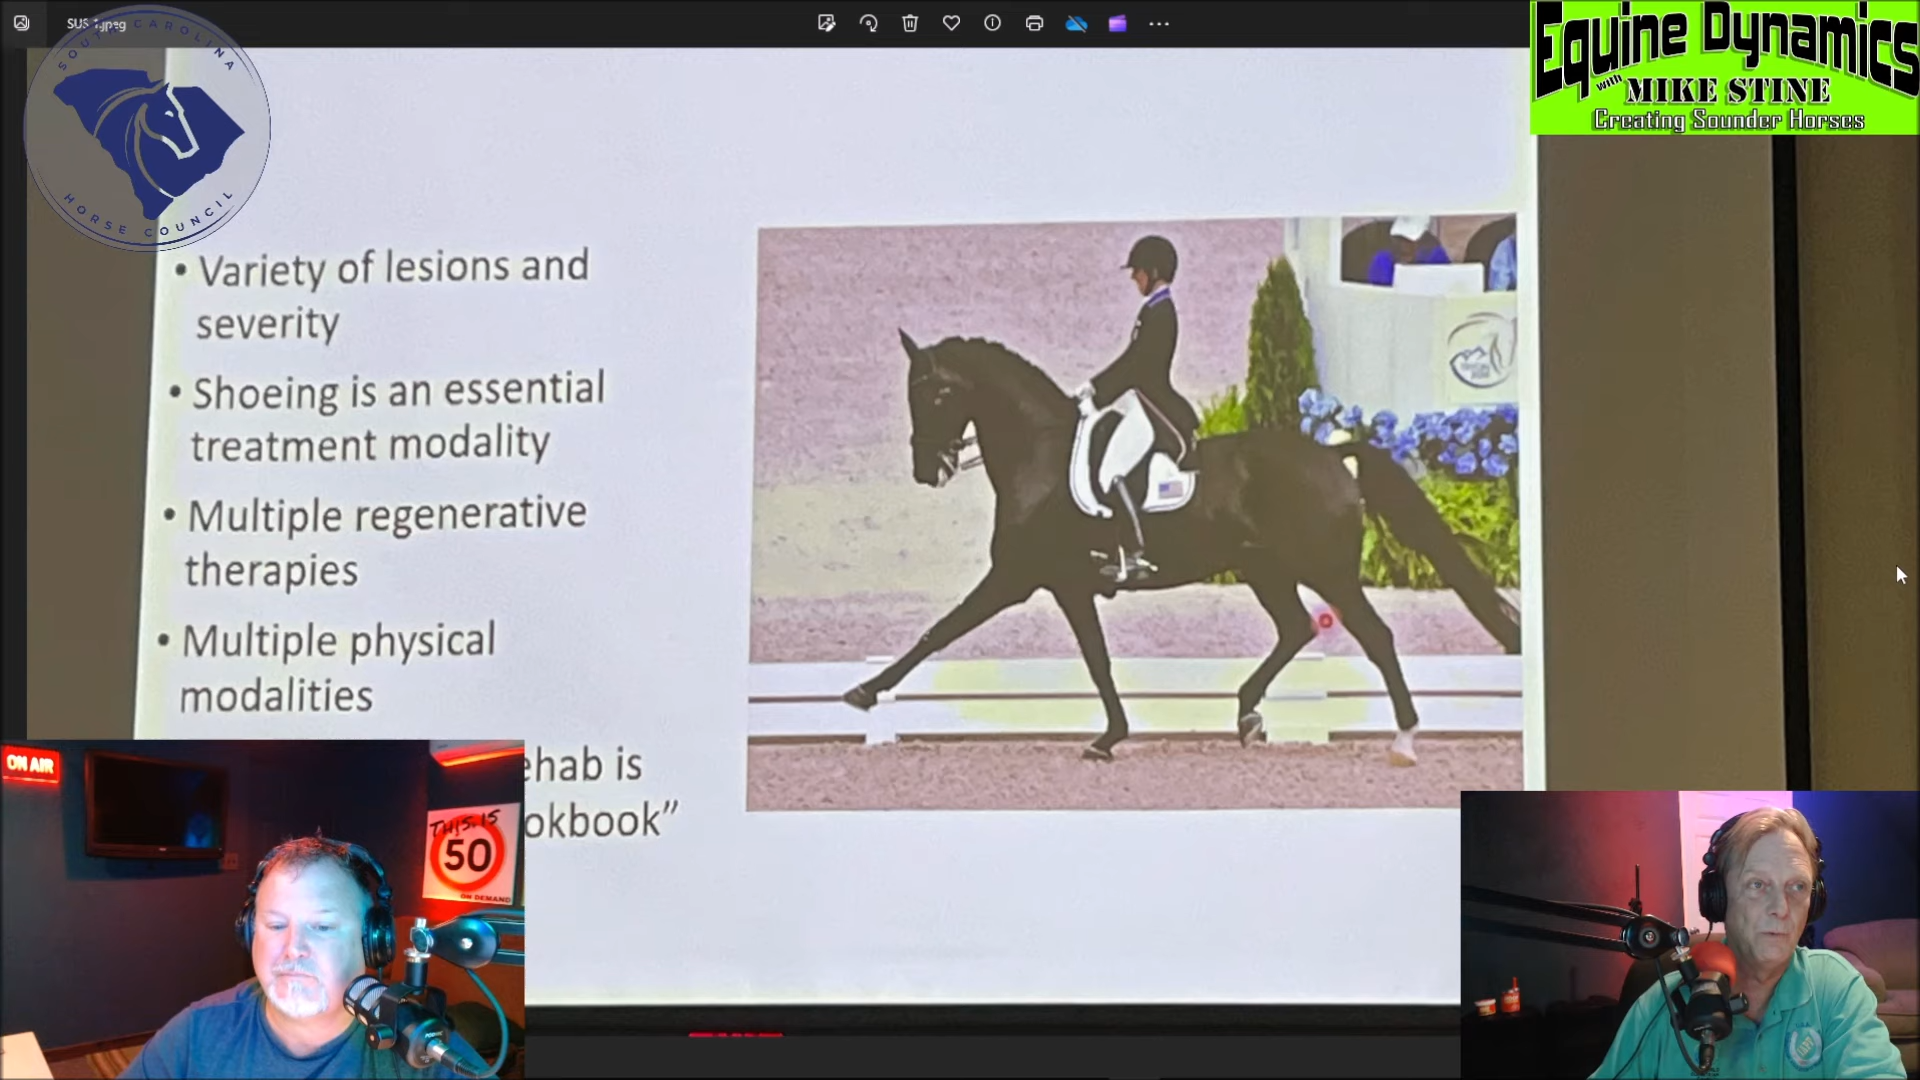 SUS 1.jpeg
SOUTH CAROLINA
HORSE COUNCIL
Equine Dynamics
with MIKE STINE
Creating Sounder Horses
• Variety of lesions and
severity
• Shoeing is an essential
treatment modality
• Multiple regenerative
therapies
• Multiple physical
modalities
ehab is
okbook”
ON AIR
THIS IS
50
ON DEMAND